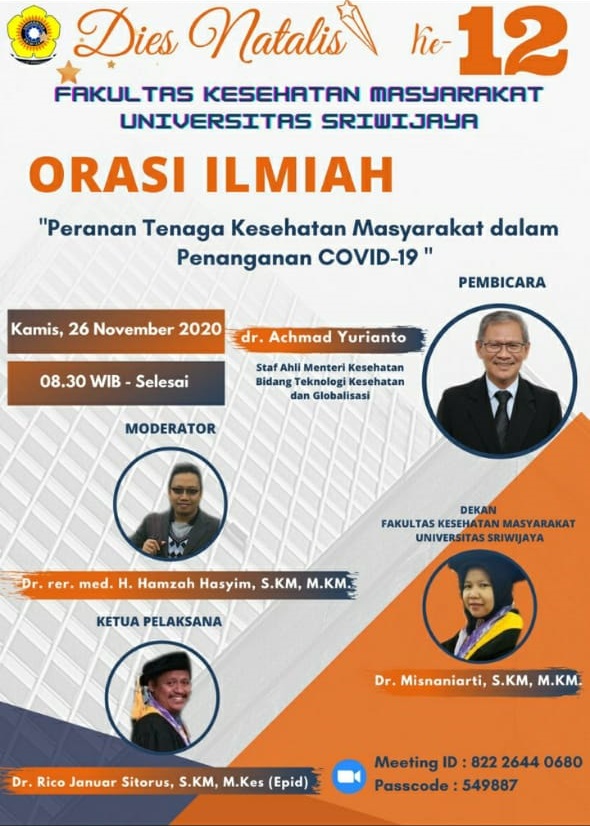 Dies Natalis Ke-12
FAKULTAS KESEHATAN MASYARAKAT
UNIVERSITAS SRIWIJAYA
ORASI ILMIAH
"Peranan Tenaga Kesehatan Masyarakat dalam
Penanganan COVID-19 "
PEMBICARA
Kamis, 26 November 2020
08.30 WIB - Selesai
dr. Achmad Yurianto
Staf Ahli Menteri Kesehatan
Bidang Teknologi Kesehatan
dan Globalisasi
MODERATOR
Dr. rer. med. H. Hamzah Hasyim, S.KM, M.KM.
DEKAN
FAKULTAS KESEHATAN MASYARAKAT
UNIVERSITAS SRIWIJAYA
Dr. Misnaniarti, S.KM, M.KM.
KETUA PELAKSANA
Dr. Rico Januar Sitorus, S.KM, M.Kes (Epid)
Meeting ID : 822 2644 0680
Passcode : 549887